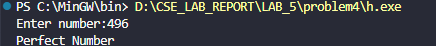 PS C:\MinGW\bin> D:\CSE_LAB_REPORT\LAB_5\problem4\h.exe
Enter number:496
Perfect Number